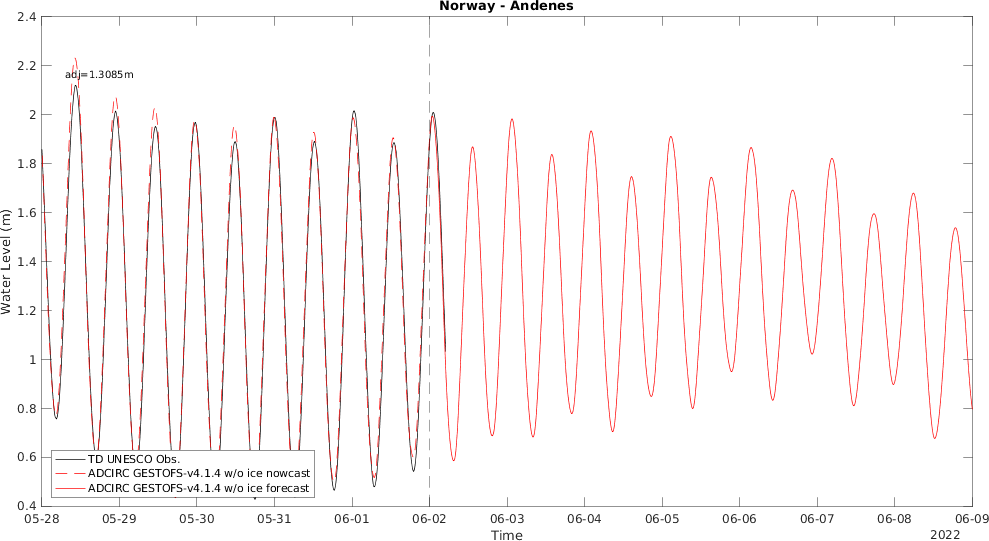 Norway - Andenes
2.4
2.2
2
1.8
1.6
1.4
1.2
1
0.8
0.6
0.4
Water Level (m)
adj=1.3085m
TD UNESCO Obs.
ADCIRC GESTOFS-v4.1.4 w/o ice nowcast
ADCIRC GESTOFS-v4.1.4 w/o ice forecast
05-28 05-29 05-30 05-31 06-01 06-02 06-03 06-04 06-05 06-06 06-07 06-08 06-09
Time
2022